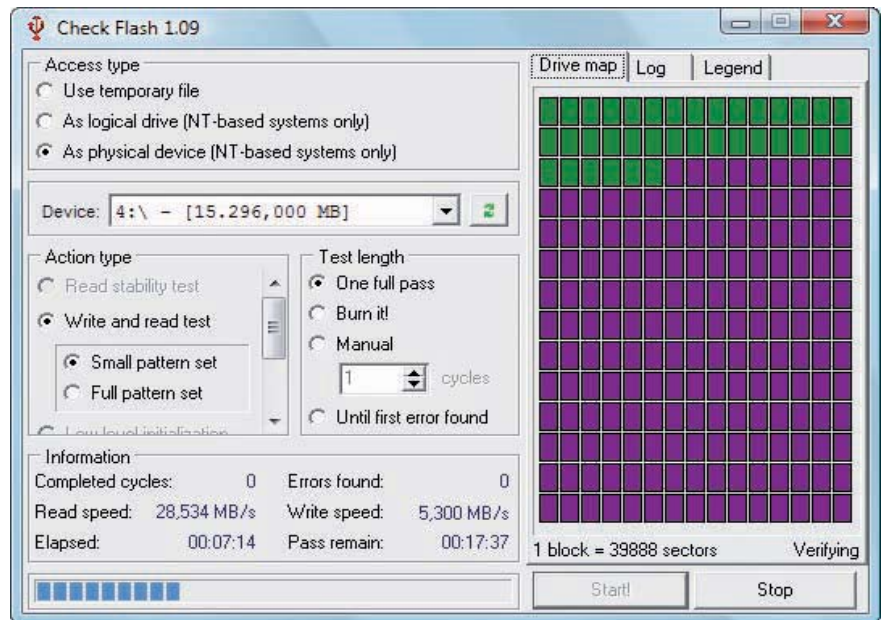 Check Flash 1.09
Access type
Use temporary file
As logical drive (NT-based systems only)
As physical device (NT-based systems only)
Device: 4:\ - [15.296,000 MB]
Action type
Read stability test
Write and read test
Small pattern set
Full pattern set
Low level initialization
Test length
One full pass
Burn it!
Manual
1 cycles
Until first error found
Information
Completed cycles: 0 Errors found: 0
Read speed: 28,534 MB/s Write speed: 5,300 MB/s
Elapsed: 00:07:14 Pass remain: 00:17:37
Drive map Log Legend
1 block = 39888 sectors Verifying
Start! Stop